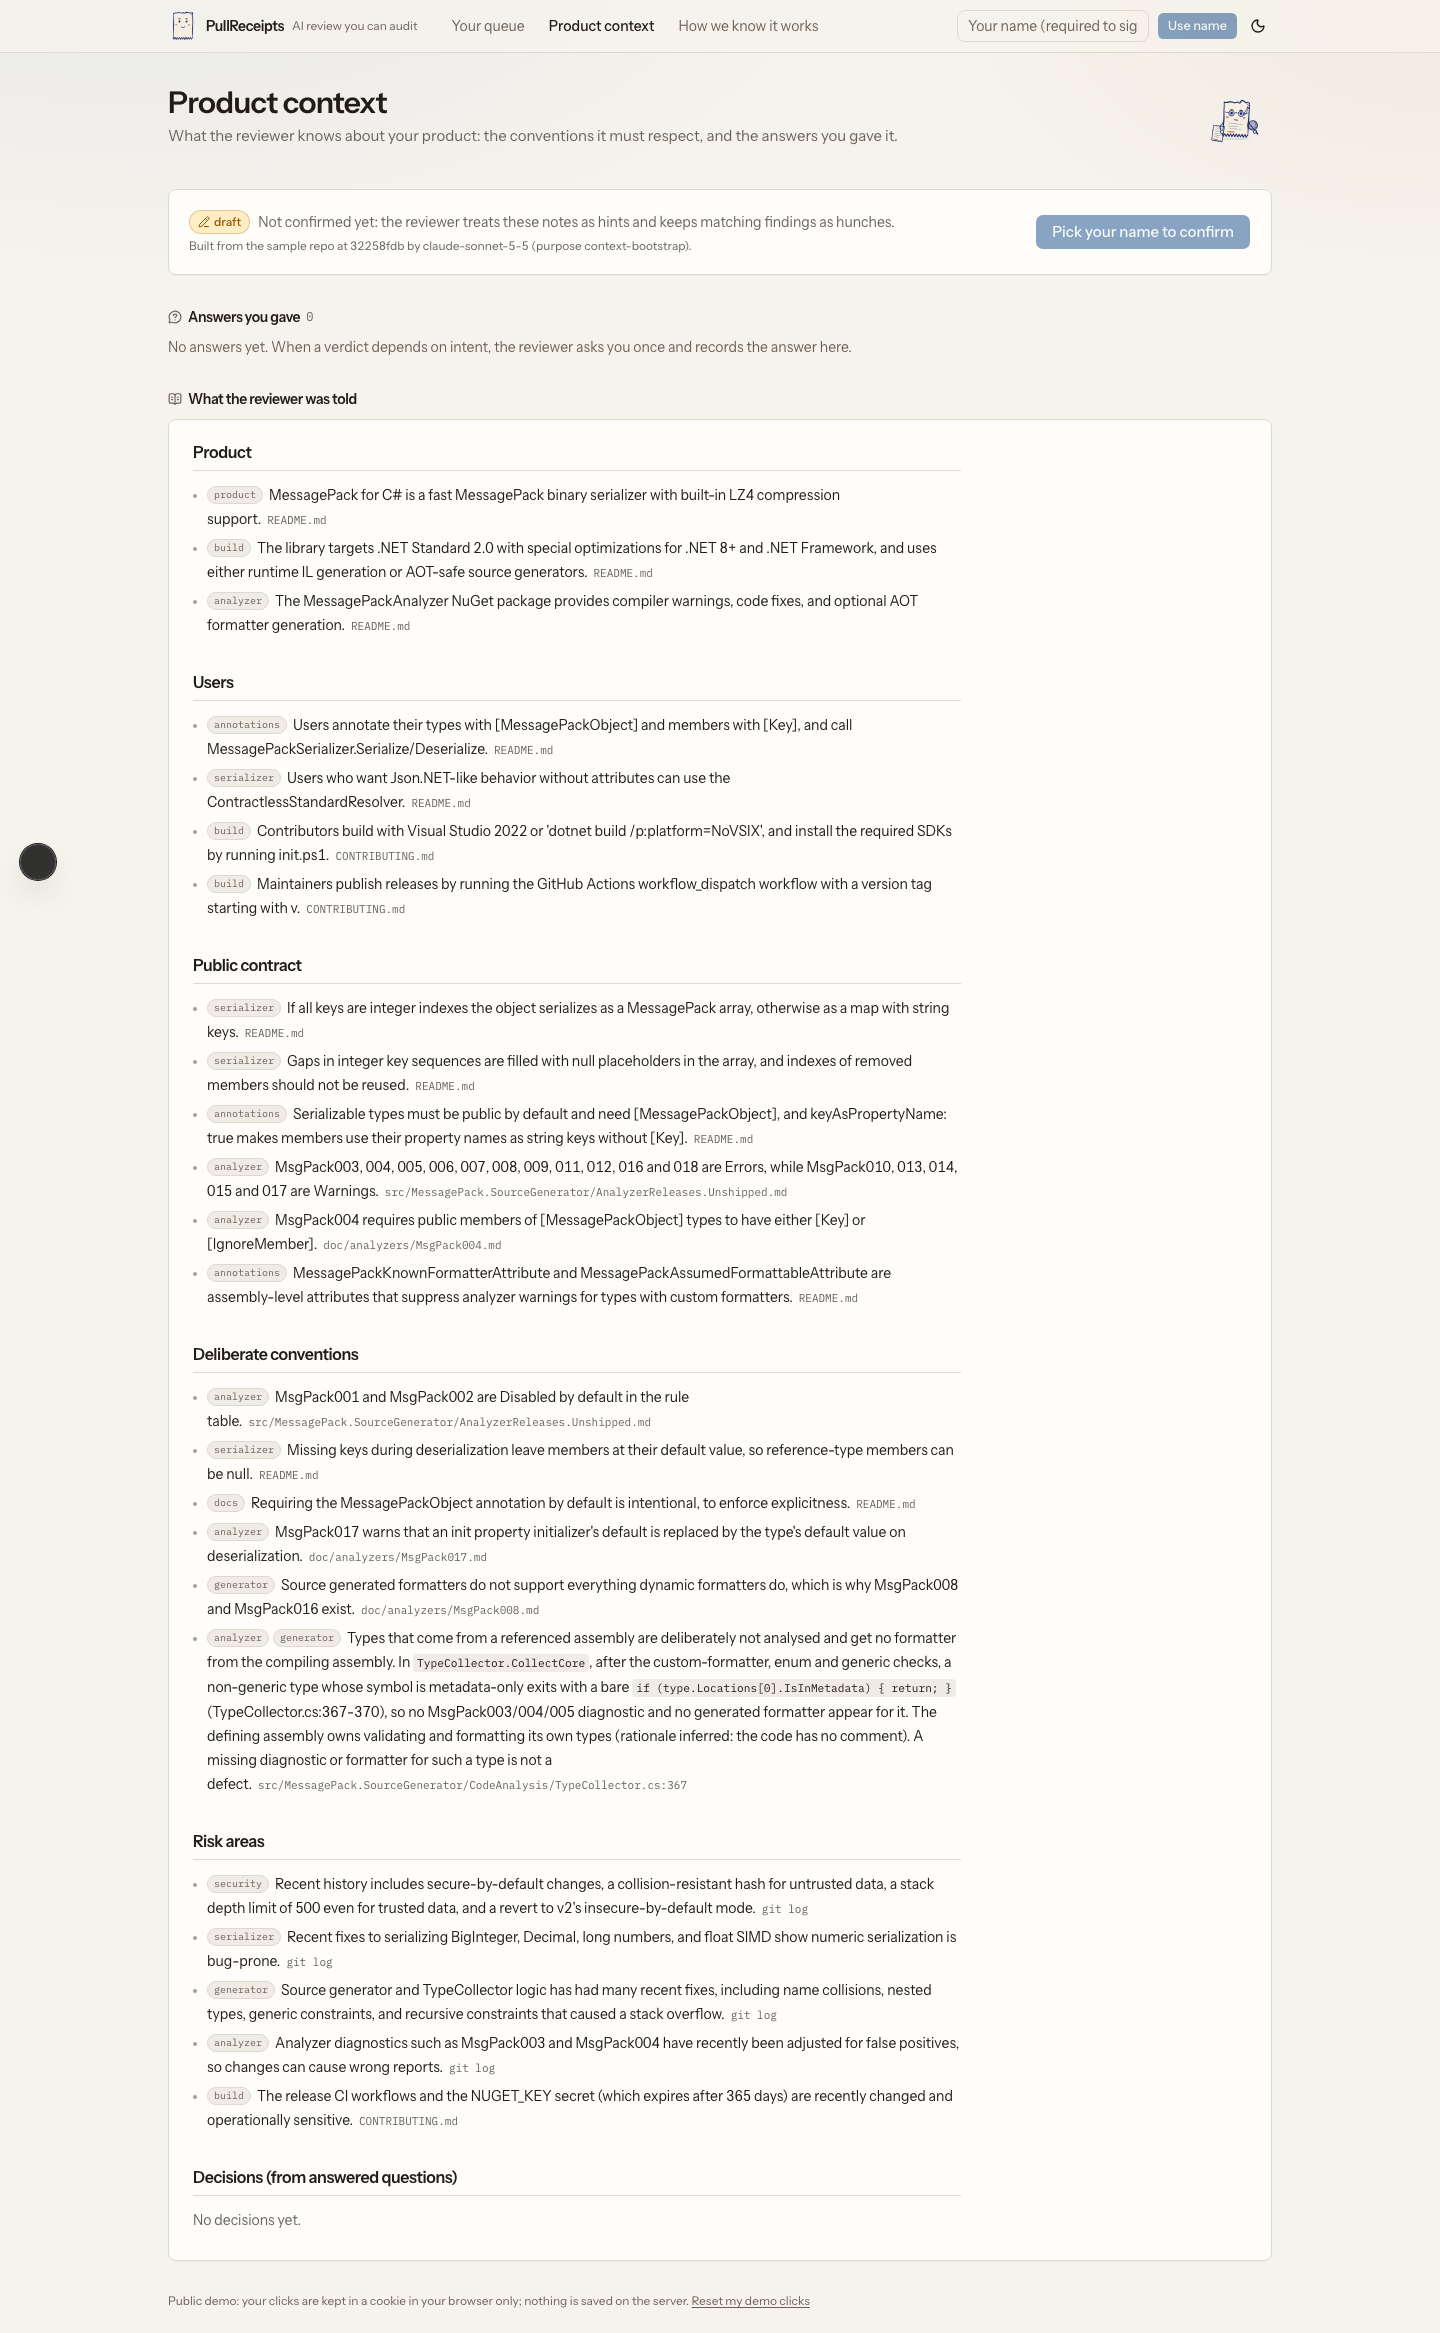 PullReceipts AI review you can audit Your queue Product context How we know it works Your name (required to sig Use name
Product context
What the reviewer knows about your product: the conventions it must respect, and the answers you gave it.
draft Not confirmed yet: the reviewer treats these notes as hints and keeps matching findings as hunches.
Built from the sample repo at 32258fdb by claude-sonnet-5-5 (purpose context-bootstrap).
Pick your name to confirm
Answers you gave 0
No answers yet. When a verdict depends on intent, the reviewer asks you once and records the answer here.
What the reviewer was told
Product
product MessagePack for C# is a fast MessagePack binary serializer with built-in LZ4 compression
support. README.md
build The library targets .NET Standard 2.0 with special optimizations for .NET 8+ and .NET Framework, and uses
either runtime IL generation or AOT-safe source generators. README.md
analyzer The MessagePackAnalyzer NuGet package provides compiler warnings, code fixes, and optional AOT
formatter generation. README.md
Users
annotations Users annotate their types with [MessagePackObject] and members with [Key], and call
MessagePackSerializer.Serialize/Deserialize. README.md
serializer Users who want Json.NET-like behavior without attributes can use the
ContractlessStandardResolver. README.md
build Contributors build with Visual Studio 2022 or 'dotnet build /p:platform=NoVSIX', and install the required SDKs
by running init.ps1. CONTRIBUTING.md
build Maintainers publish releases by running the GitHub Actions workflow_dispatch workflow with a version tag
starting with v. CONTRIBUTING.md
Public contract
serializer If all keys are integer indexes the object serializes as a MessagePack array, otherwise as a map with string
keys. README.md
serializer Gaps in integer key sequences are filled with null placeholders in the array, and indexes of removed
members should not be reused. README.md
annotations Serializable types must be public by default and need [MessagePackObject], and keyAsPropertyName:
true makes members use their property names as string keys without [Key]. README.md
analyzer MsgPack003, 004, 005, 006, 007, 008, 009, 011, 012, 016 and 018 are Errors, while MsgPack010, 013, 014,
015 and 017 are Warnings. src/MessagePack.SourceGenerator/AnalyzerReleases.Unshipped.md
analyzer MsgPack004 requires public members of [MessagePackObject] types to have either [Key] or
[IgnoreMember]. doc/analyzers/MsgPack004.md
annotations MessagePackKnownFormatterAttribute and MessagePackAssumedFormattableAttribute are
assembly-level attributes that suppress analyzer warnings for types with custom formatters. README.md
Deliberate conventions
analyzer MsgPack001 and MsgPack002 are Disabled by default in the rule
table. src/MessagePack.SourceGenerator/AnalyzerReleases.Unshipped.md
serializer Missing keys during deserialization leave members at their default value, so reference-type members can
be null. README.md
docs Requiring the MessagePackObject annotation by default is intentional, to enforce explicitness. README.md
analyzer MsgPack017 warns that an init property initializer's default is replaced by the type's default value on
deserialization. doc/analyzers/MsgPack017.md
generator Source generated formatters do not support everything dynamic formatters do, which is why MsgPack008
and MsgPack016 exist. doc/analyzers/MsgPack008.md
analyzer generator Types that come from a referenced assembly are deliberately not analysed and get no formatter
from the compiling assembly. In TypeCollector.CollectCore, after the custom-formatter, enum and generic checks, a
non-generic type whose symbol is metadata-only exits with a bare if (type.Locations[0].IsInMetadata) { return; }
(TypeCollector.cs:367-370), so no MsgPack003/004/005 diagnostic and no generated formatter appear for it. The
defining assembly owns validating and formatting its own types (rationale inferred: the code has no comment). A
missing diagnostic or formatter for such a type is not a
defect. src/MessagePack.SourceGenerator/CodeAnalysis/TypeCollector.cs:367
Risk areas
security Recent history includes secure-by-default changes, a collision-resistant hash for untrusted data, a stack
depth limit of 500 even for trusted data, and a revert to v2's insecure-by-default mode. git log
serializer Recent fixes to serializing BigInteger, Decimal, long numbers, and float SIMD show numeric serialization is
bug-prone. git log
generator Source generator and TypeCollector logic has had many recent fixes, including name collisions, nested
types, generic constraints, and recursive constraints that caused a stack overflow. git log
analyzer Analyzer diagnostics such as MsgPack003 and MsgPack004 have recently been adjusted for false positives,
so changes can cause wrong reports. git log
build The release CI workflows and the NUGET_KEY secret (which expires after 365 days) are recently changed and
operationally sensitive. CONTRIBUTING.md
Decisions (from answered questions)
No decisions yet.
Public demo: your clicks are kept in a cookie in your browser only; nothing is saved on the server. Reset my demo clicks